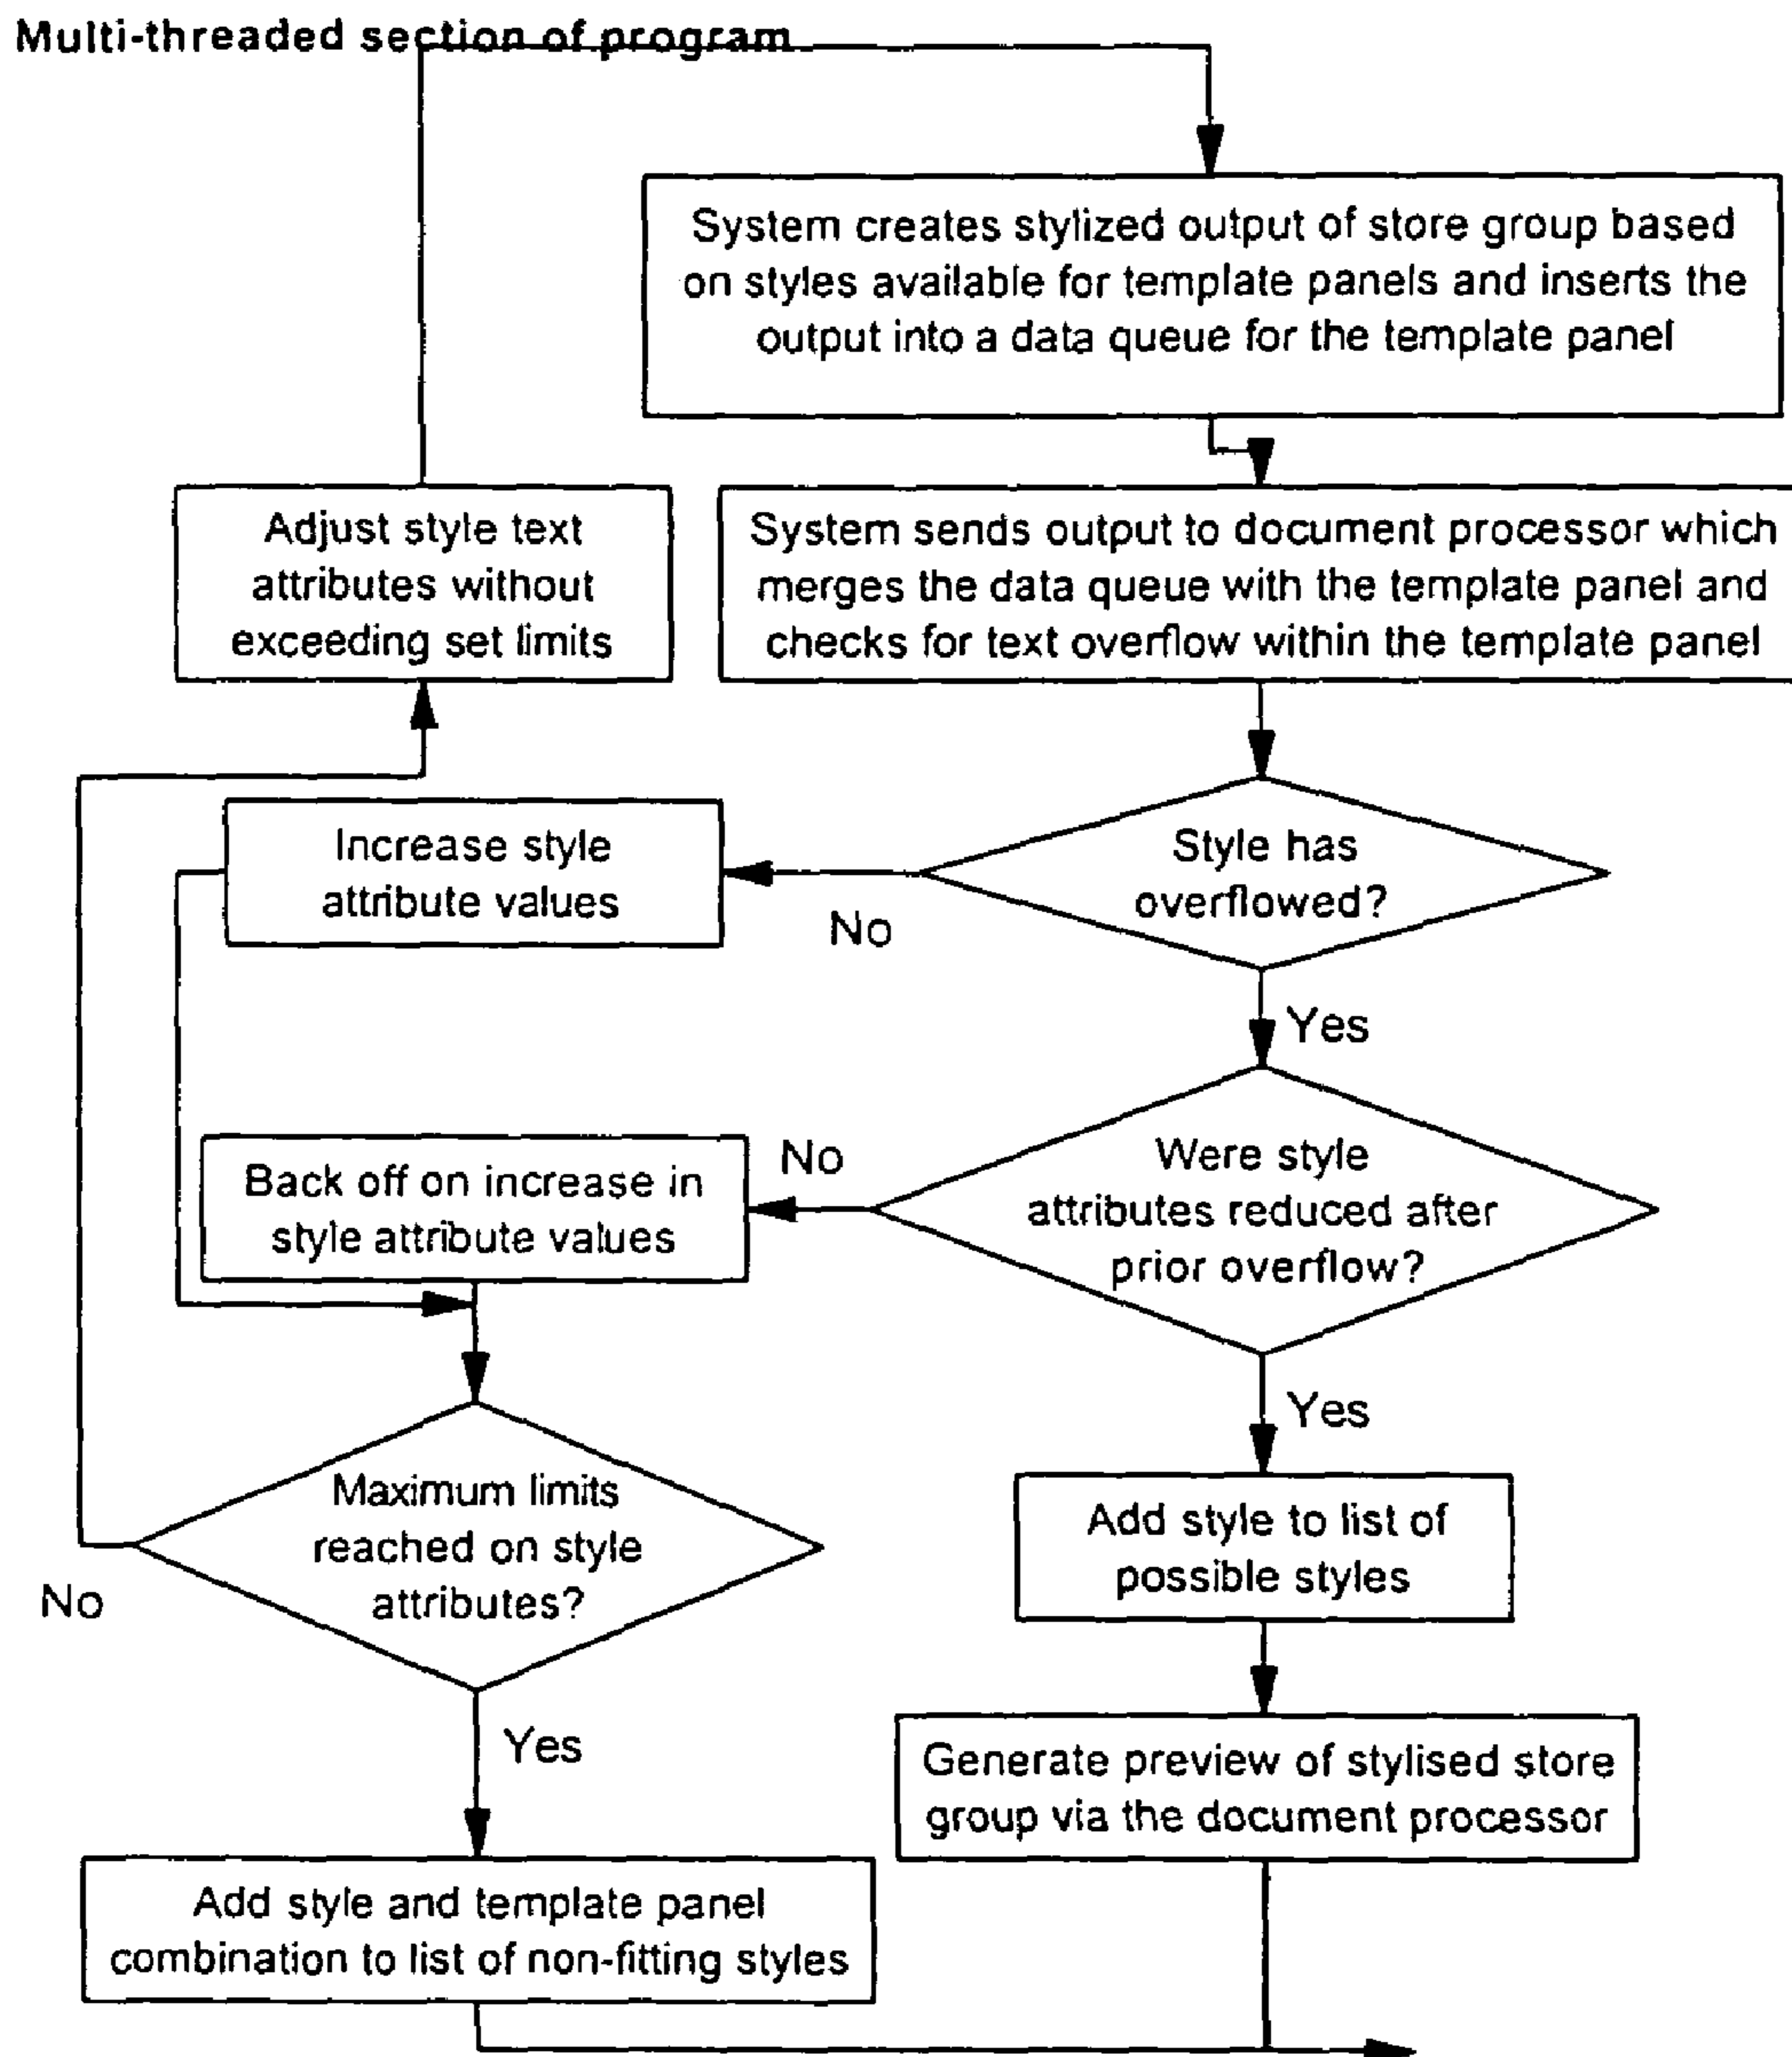 Multi-threaded section of program
System creates stylized output of store group based
on styles available for template panels and inserts the
output into a data queue for the template panel
Adjust style text
attributes without
exceeding set limits
System sends output to document processor which
merges the data queue with the template panel and
checks for text overflow within the template panel
Increase style
attribute values
No
Style has
overflowed?
Yes
Back off on increase in
style attribute values
No
Were style
attributes reduced after
prior overflow?
Yes
Maximum limits
reached on style
attributes?
No
Add style to list of
possible styles
Yes
Generate preview of stylised store
group via the document processor
Add style and template panel
combination to list of non-fitting styles